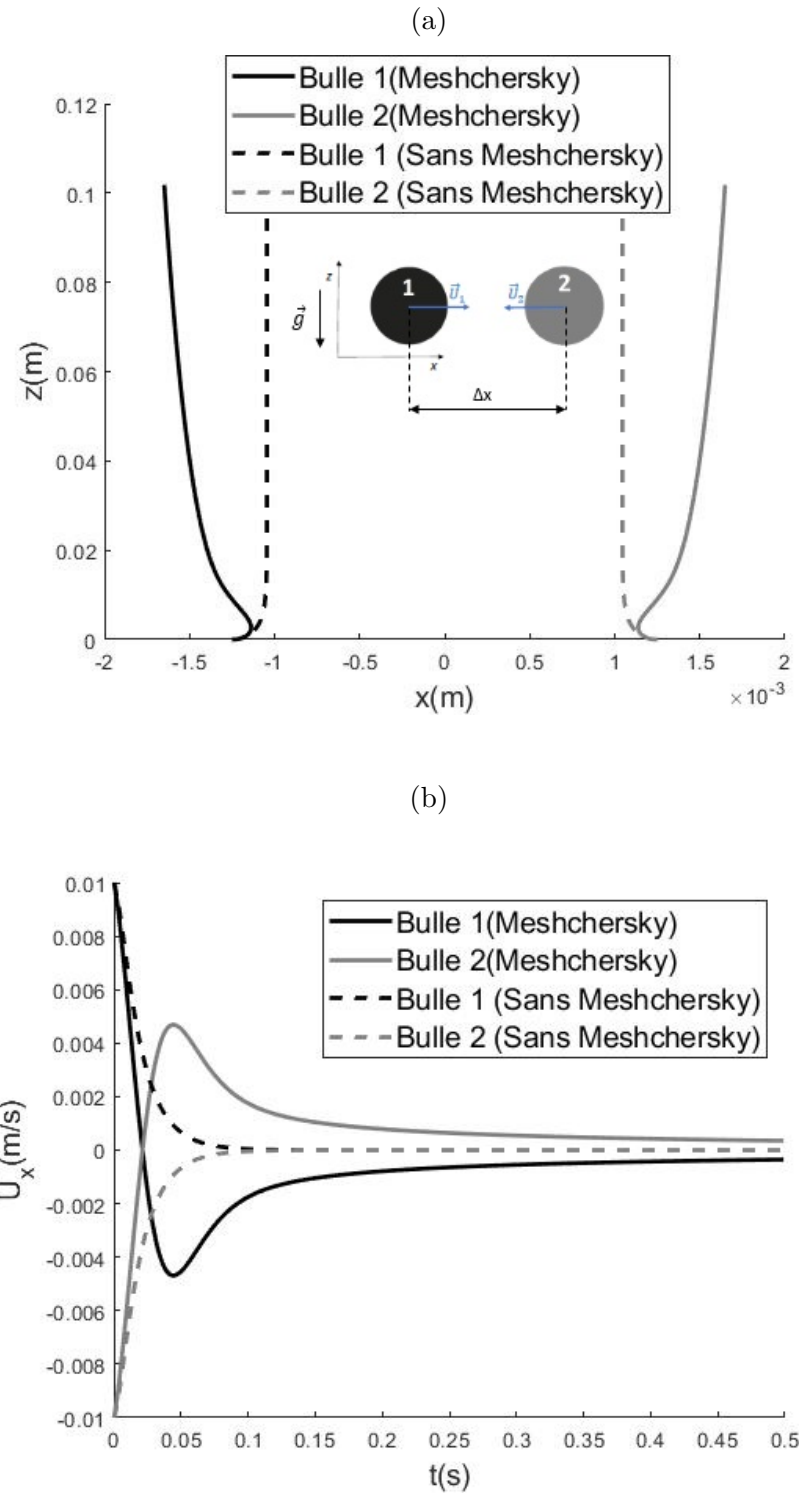 (a)
Bulle 1(Meshchersky)
Bulle 2(Meshchersky)
Bulle 1 (Sans Meshchersky)
Bulle 2 (Sans Meshchersky)
0.12
0.1
0.08
0.06
0.04
0.02
0
z(m)
z
1
2
U⃗₁
U⃗₂
g⃗
x
Δx
-2
-1.5
-1
-0.5
0
0.5
1
1.5
2
x(m)
×10⁻³
(b)
Bulle 1(Meshchersky)
Bulle 2(Meshchersky)
Bulle 1 (Sans Meshchersky)
Bulle 2 (Sans Meshchersky)
0.01
0.008
0.006
0.004
0.002
0
-0.002
-0.004
-0.006
-0.008
-0.01
Uₓ(m/s)
0
0.05
0.1
0.15
0.2
0.25
0.3
0.35
0.4
0.45
0.5
t(s)